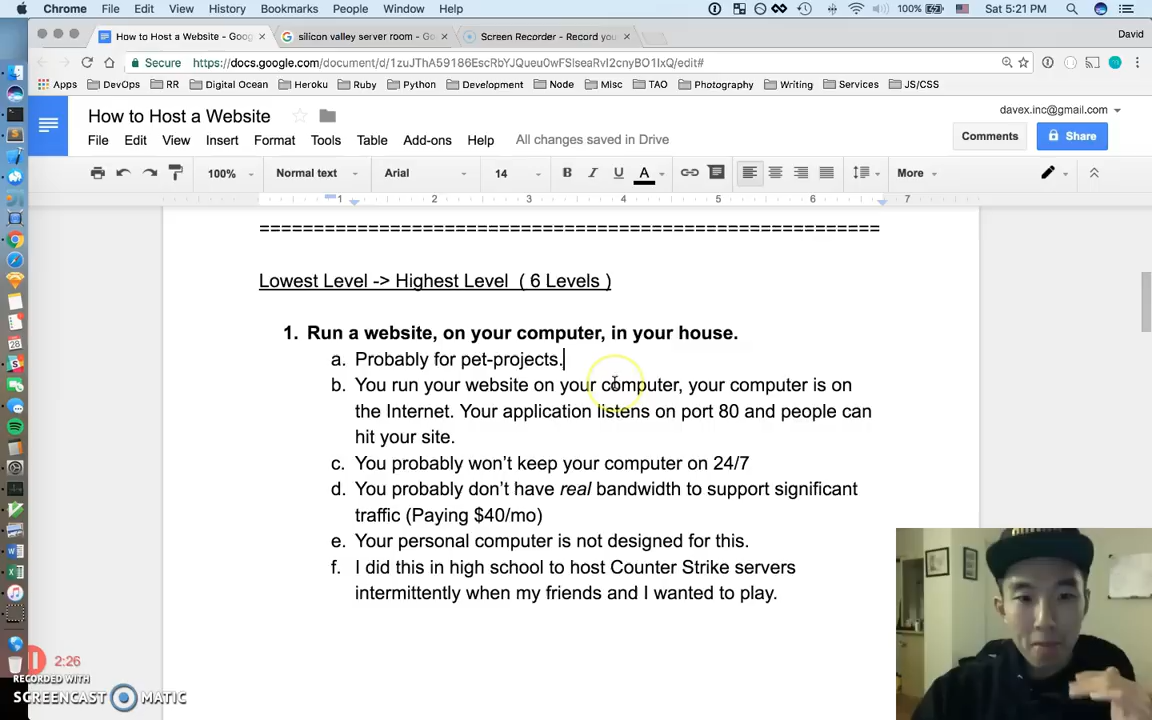 Chrome File Edit View History Bookmarks People Window Help 100% Sat 5:21 PM
How to Host a Website - Goog silicon valley server room - Go Screen Recorder - Record you David
Secure https://docs.google.com/document/d/1zuJThA59186EscRbYJQueu0wFSlseaRvI2cnyBO1IxQ/edit#
Apps DevOps RR Digital Ocean Heroku Ruby Python Development Node Misc TAO Photography Writing Services JS/CSS
How to Host a Website davex.inc@gmail.com
File Edit View Insert Format Tools Table Add-ons Help All changes saved in Drive Comments Share
100% Normal text Arial 14 B I U A More
1 2 3 4 5 6 7
=========================================================
Lowest Level -> Highest Level ( 6 Levels )
1. Run a website, on your computer, in your house.
a. Probably for pet-projects.
b. You run your website on your computer, your computer is on
the Internet. Your application listens on port 80 and people can
hit your site.
c. You probably won't keep your computer on 24/7
d. You probably don't have real bandwidth to support significant
traffic (Paying $40/mo)
e. Your personal computer is not designed for this.
f. I did this in high school to host Counter Strike servers
intermittently when my friends and I wanted to play.
2:26
RECORDED WITH
SCREENCAST MATIC